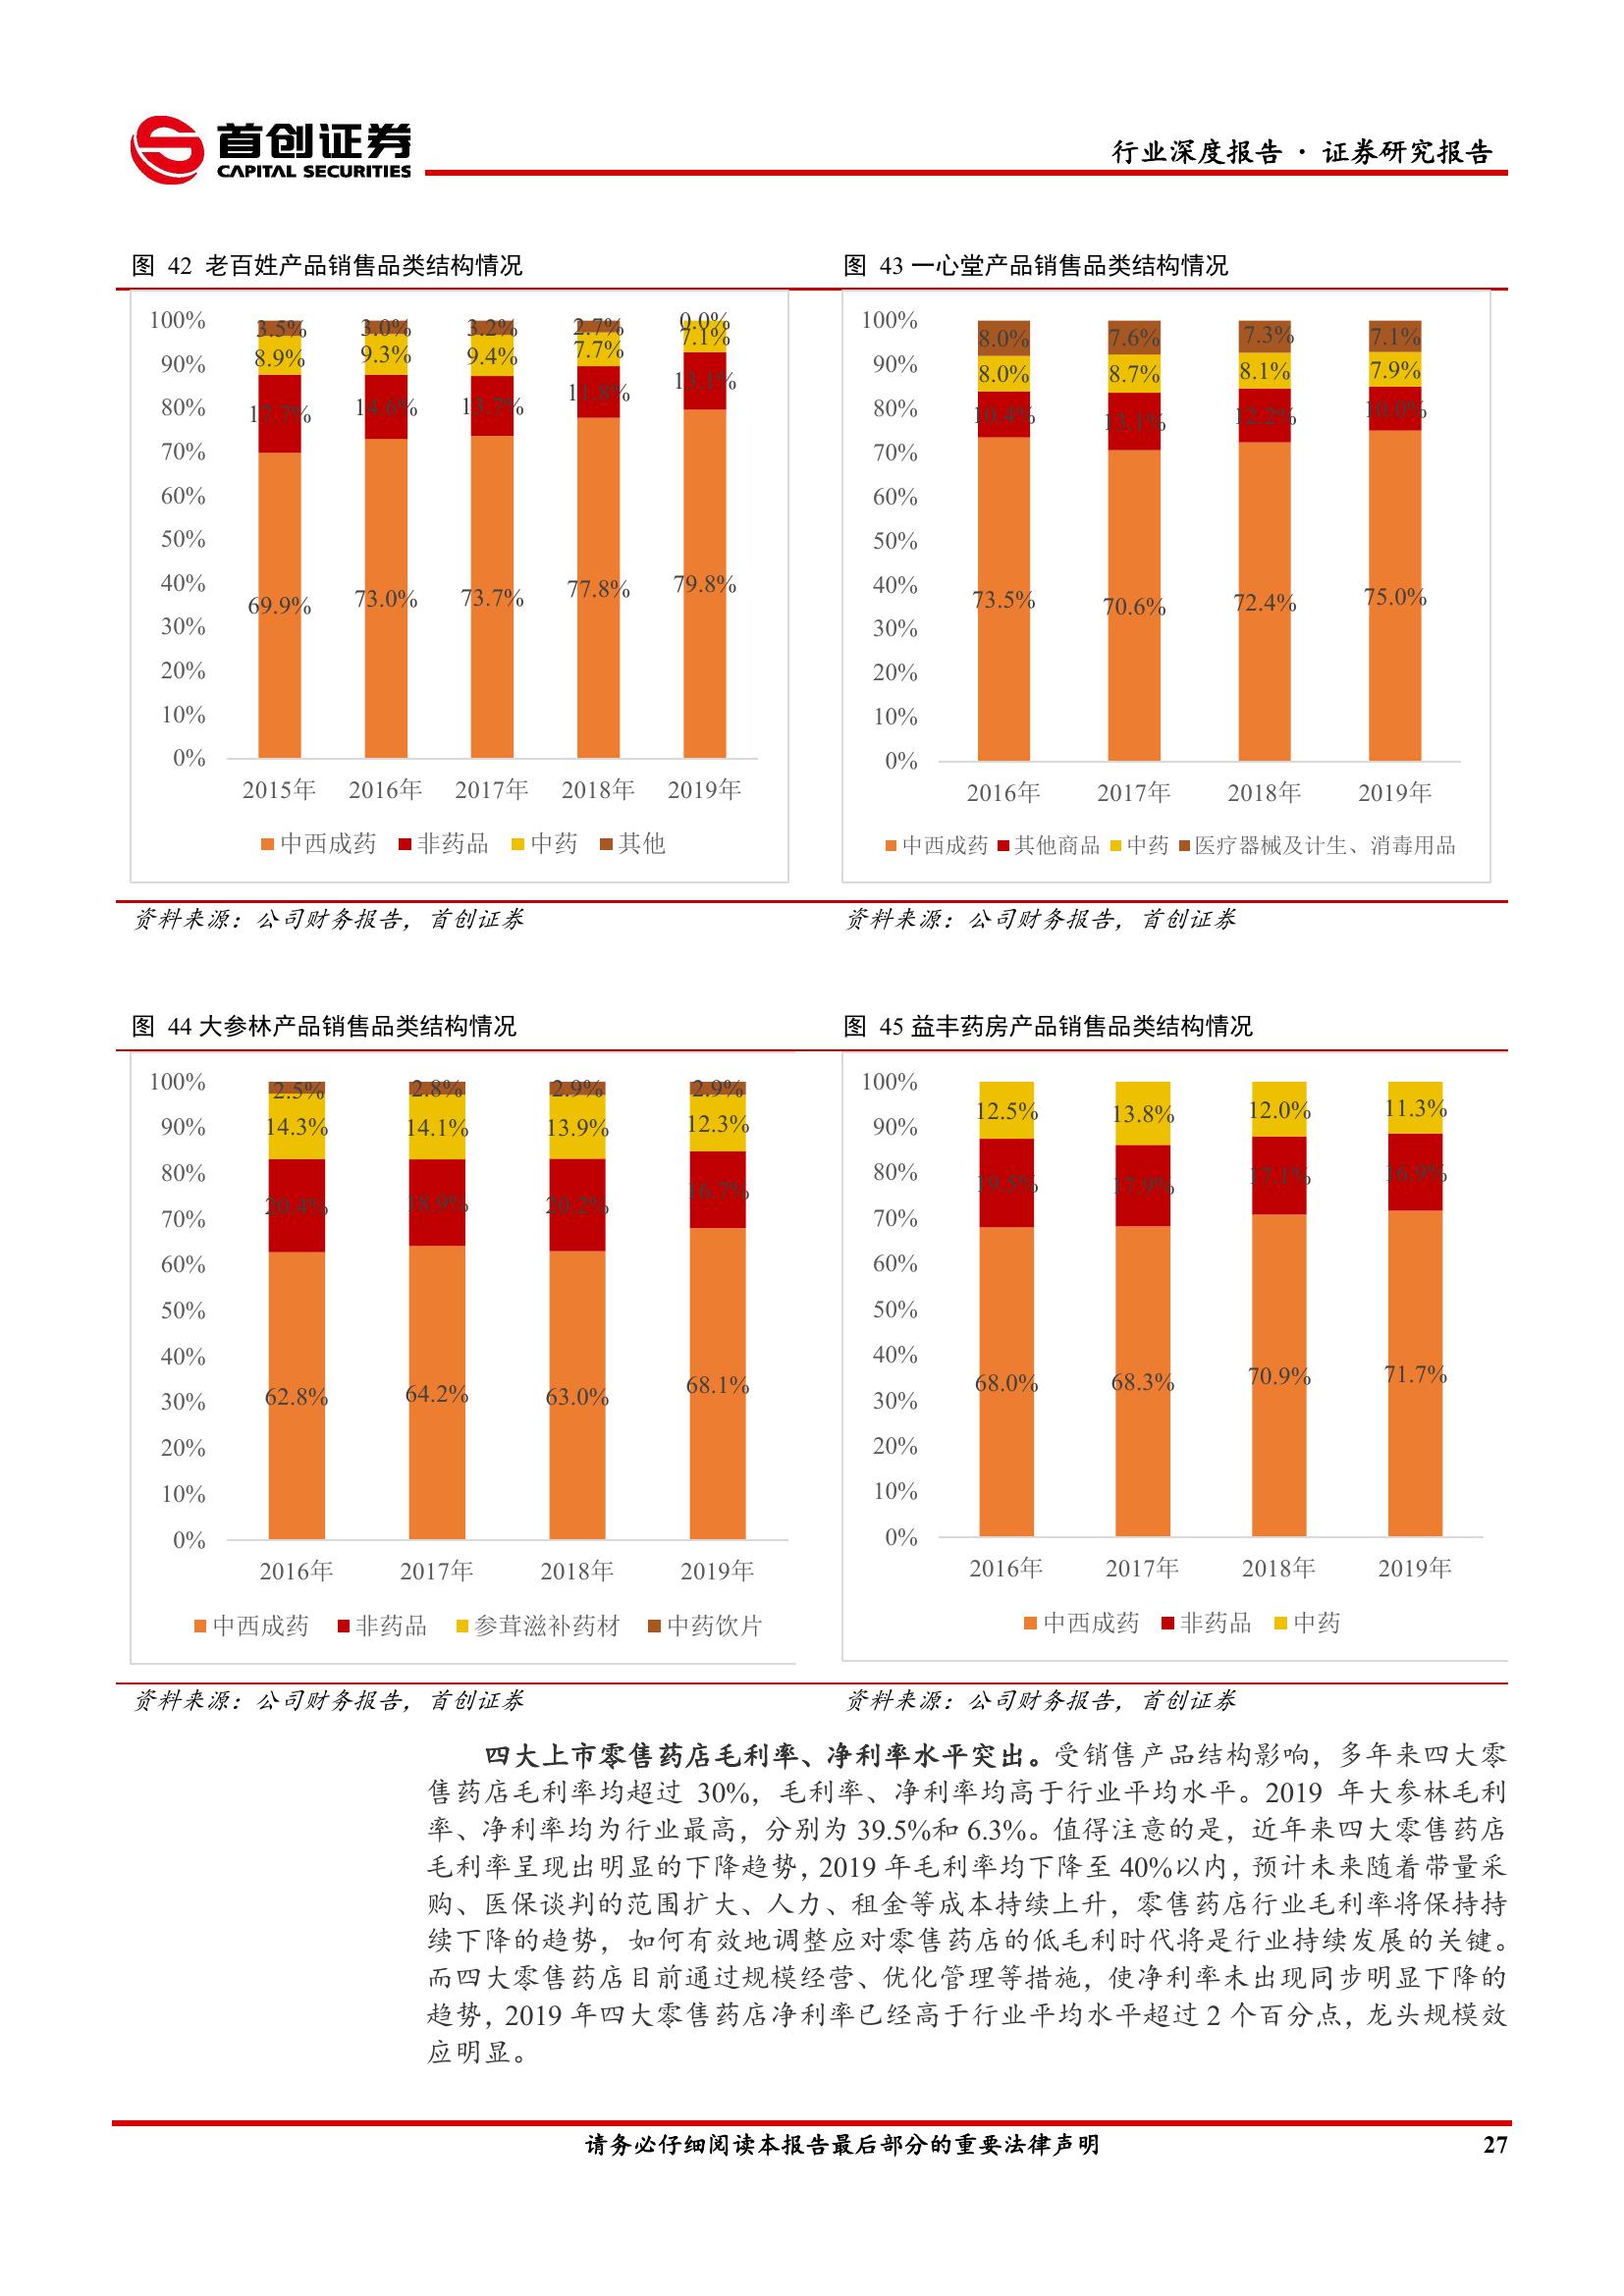 首创证券
CAPITAL SECURITIES
行业深度报告 · 证券研究报告
图 42 老百姓产品销售品类结构情况
100%
90%
80%
70%
60%
50%
40%
30%
20%
10%
0%
3.5% 3.0% 3.2% 2.7% 0.0%
8.9% 9.3% 9.4% 7.7% 7.1%
17.7% 14.6% 13.7% 11.8% 13.1%
69.9% 73.0% 73.7% 77.8% 79.8%
2015年 2016年 2017年 2018年 2019年
中西成药 非药品 中药 其他
资料来源：公司财务报告，首创证券
图 43 一心堂产品销售品类结构情况
100%
90%
80%
70%
60%
50%
40%
30%
20%
10%
0%
8.0% 7.6% 7.3% 7.1%
8.0% 8.7% 8.1% 7.9%
10.4% 13.1% 12.2% 10.0%
73.5% 70.6% 72.4% 75.0%
2016年 2017年 2018年 2019年
中西成药 其他商品 中药 医疗器械及计生、消毒用品
资料来源：公司财务报告，首创证券
图 44 大参林产品销售品类结构情况
100%
90%
80%
70%
60%
50%
40%
30%
20%
10%
0%
2.5% 2.8% 2.9% 2.9%
14.3% 14.1% 13.9% 12.3%
20.4% 18.9% 20.2% 16.7%
62.8% 64.2% 63.0% 68.1%
2016年 2017年 2018年 2019年
中西成药 非药品 参茸滋补药材 中药饮片
资料来源：公司财务报告，首创证券
图 45 益丰药房产品销售品类结构情况
100%
90%
80%
70%
60%
50%
40%
30%
20%
10%
0%
12.5% 13.8% 12.0% 11.3%
19.5% 17.9% 17.1% 16.9%
68.0% 68.3% 70.9% 71.7%
2016年 2017年 2018年 2019年
中西成药 非药品 中药
资料来源：公司财务报告，首创证券
四大上市零售药店毛利率、净利率水平突出。受销售产品结构影响，多年来四大零
售药店毛利率均超过 30%，毛利率、净利率均高于行业平均水平。2019 年大参林毛利
率、净利率均为行业最高，分别为 39.5%和 6.3%。值得注意的是，近年来四大零售药店
毛利率呈现出明显的下降趋势，2019 年毛利率均下降至 40%以内，预计未来随着带量采
购、医保谈判的范围扩大、人力、租金等成本持续上升，零售药店行业毛利率将保持持
续下降的趋势，如何有效地调整应对零售药店的低毛利时代将是行业持续发展的关键。
而四大零售药店目前通过规模经营、优化管理等措施，使净利率未出现同步明显下降的
趋势，2019 年四大零售药店净利率已经高于行业平均水平超过 2 个百分点，龙头规模效
应明显。
请务必仔细阅读本报告最后部分的重要法律声明
27